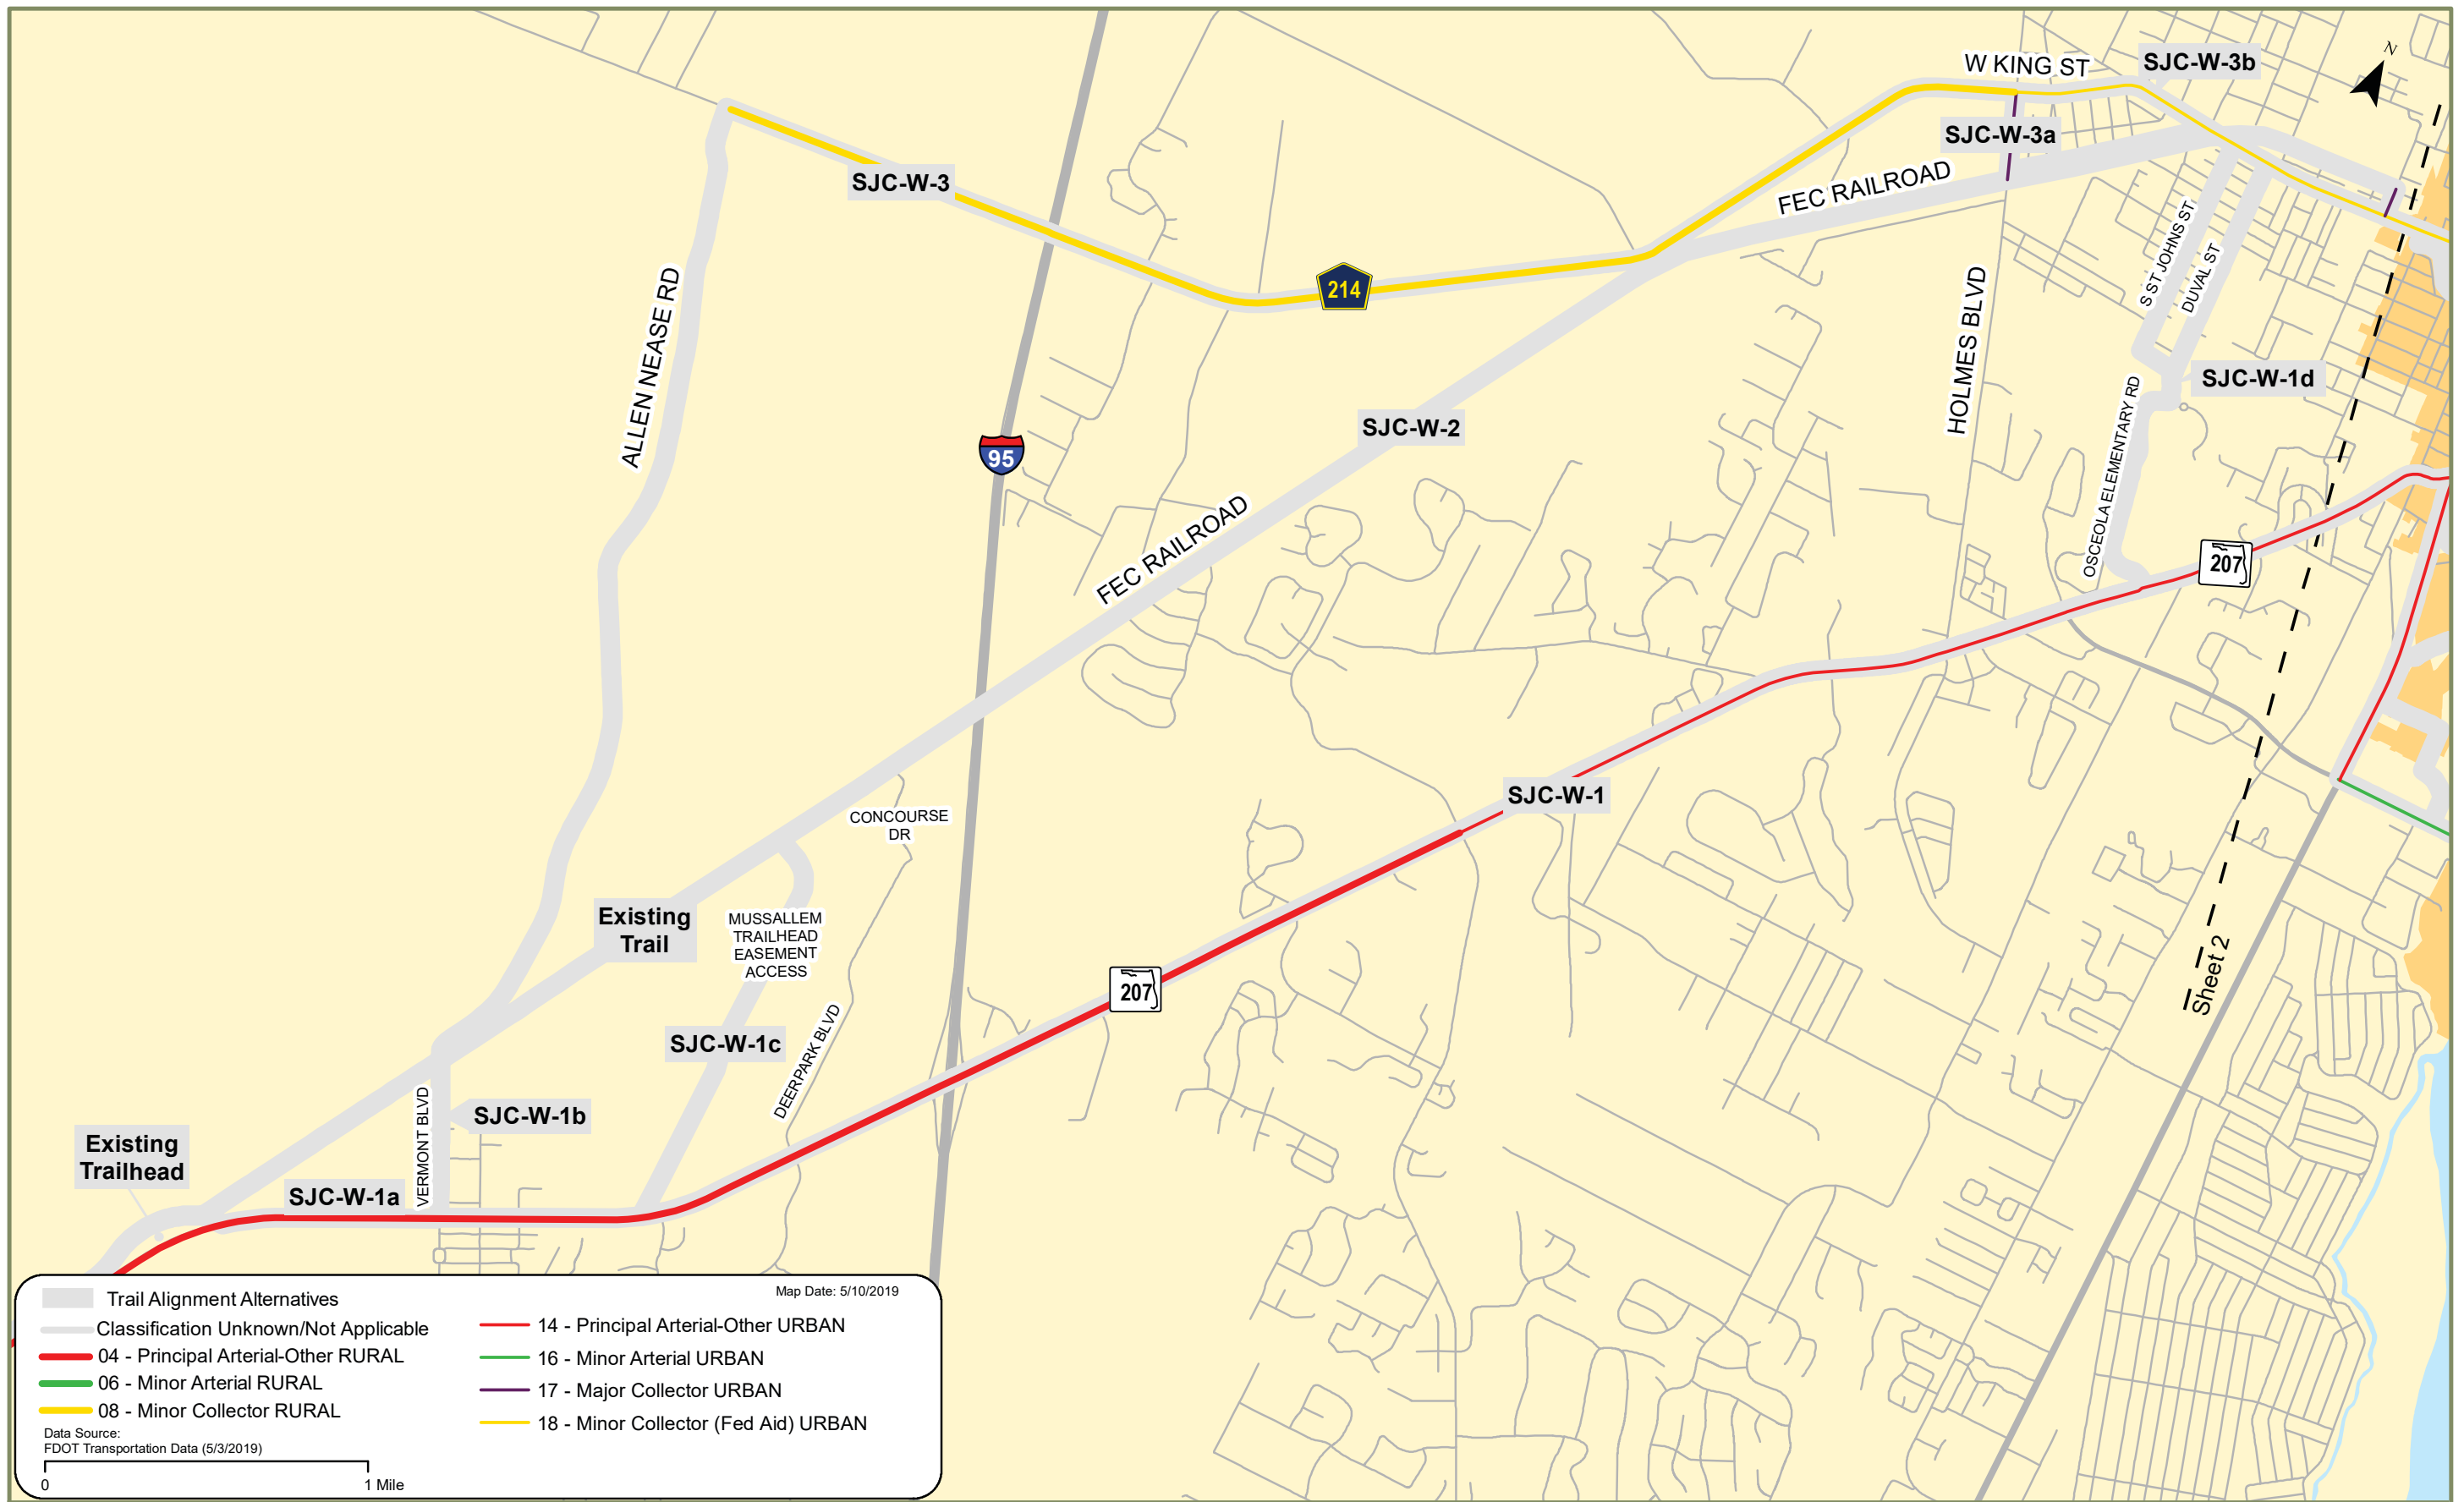 N
W KING ST
SJC-W-3b
SJC-W-3a
SJC-W-3
FEC RAILROAD
S ST JOHNS ST
DUVAL ST
214
ALLEN NEASE RD
HOLMES BLVD
SJC-W-1d
OSCEOLA ELEMENTARY RD
SJC-W-2
95
FEC RAILROAD
207
SJC-W-1
CONCOURSE
DR
Existing
Trail
MUSSALLEM
TRAILHEAD
EASEMENT
ACCESS
207
Sheet 2
SJC-W-1c
DEERPARK BLVD
SJC-W-1b
VERMONT BLVD
Existing
Trailhead
SJC-W-1a
Map Date: 5/10/2019
Trail Alignment Alternatives
Classification Unknown/Not Applicable
04 - Principal Arterial-Other RURAL
06 - Minor Arterial RURAL
08 - Minor Collector RURAL
14 - Principal Arterial-Other URBAN
16 - Minor Arterial URBAN
17 - Major Collector URBAN
18 - Minor Collector (Fed Aid) URBAN
Data Source:
FDOT Transportation Data (5/3/2019)
0 1 Mile